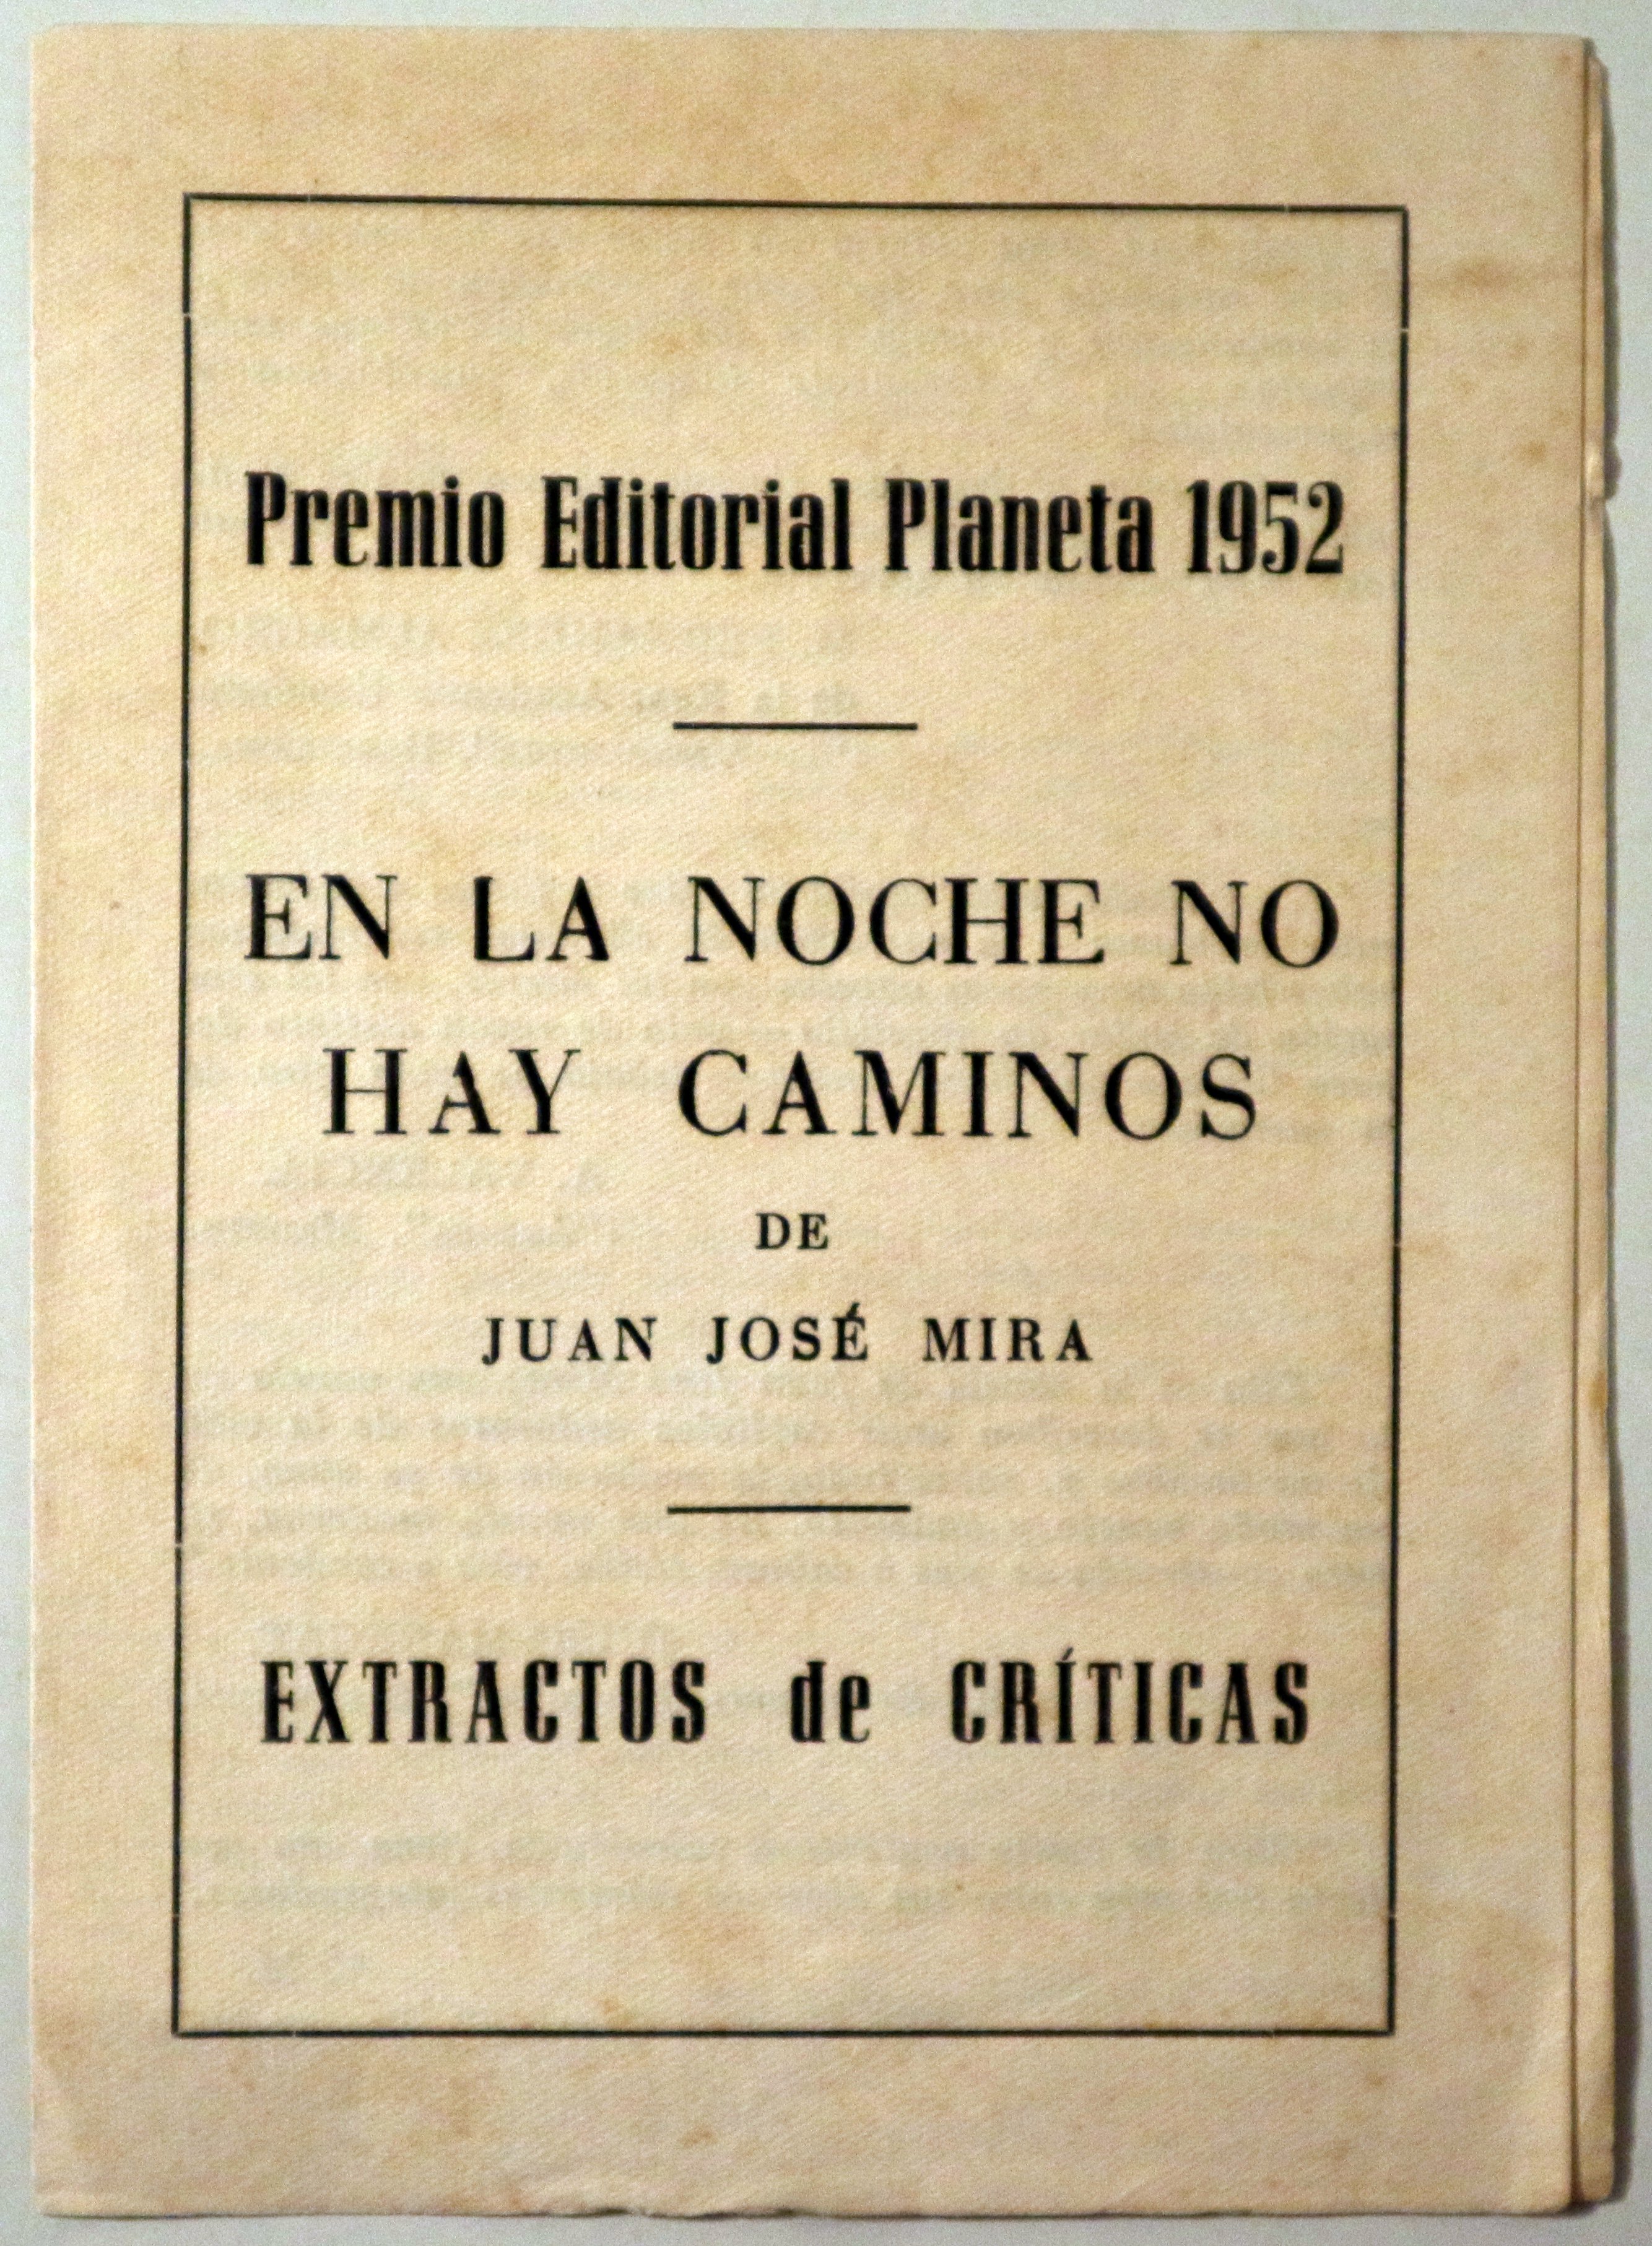 Premio Editorial Planeta 1952
EN LA NOCHE NO
HAY CAMINOS
DE
JUAN JOSÉ MIRA
EXTRACTOS de CRÍTICAS